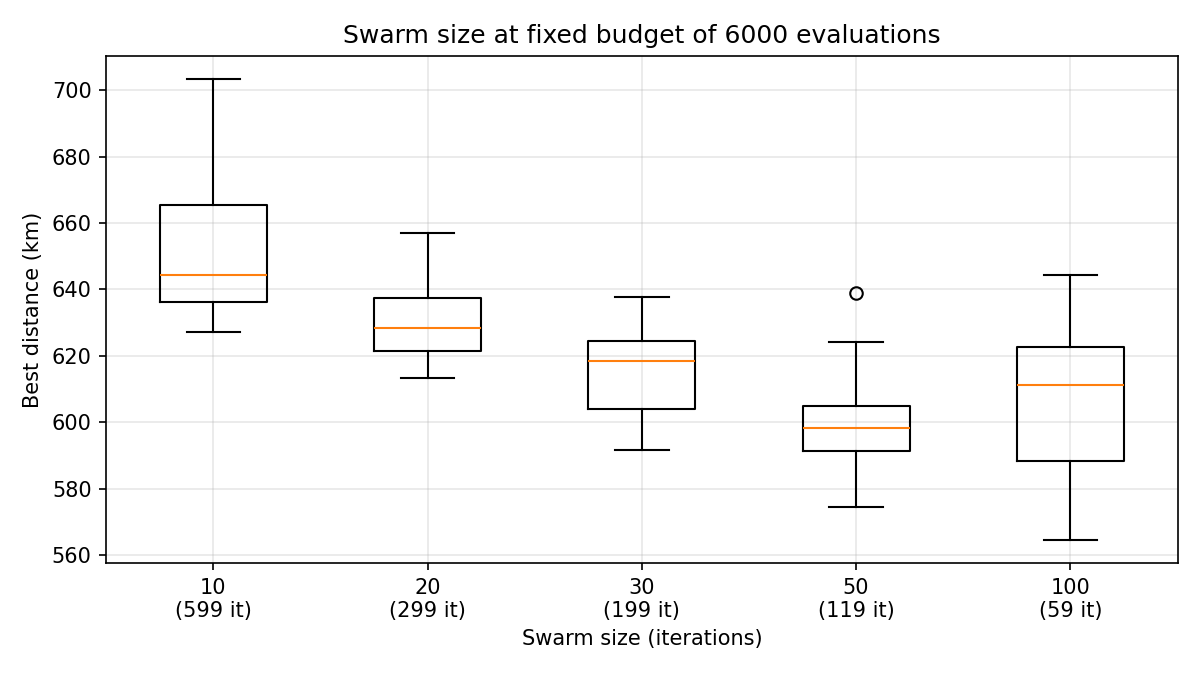 Swarm size at fixed budget of 6000 evaluations
Best distance (km)
700
680
660
640
620
600
580
560
10 20 30 50 100
(599 it) (299 it) (199 it) (119 it) (59 it)
Swarm size (iterations)